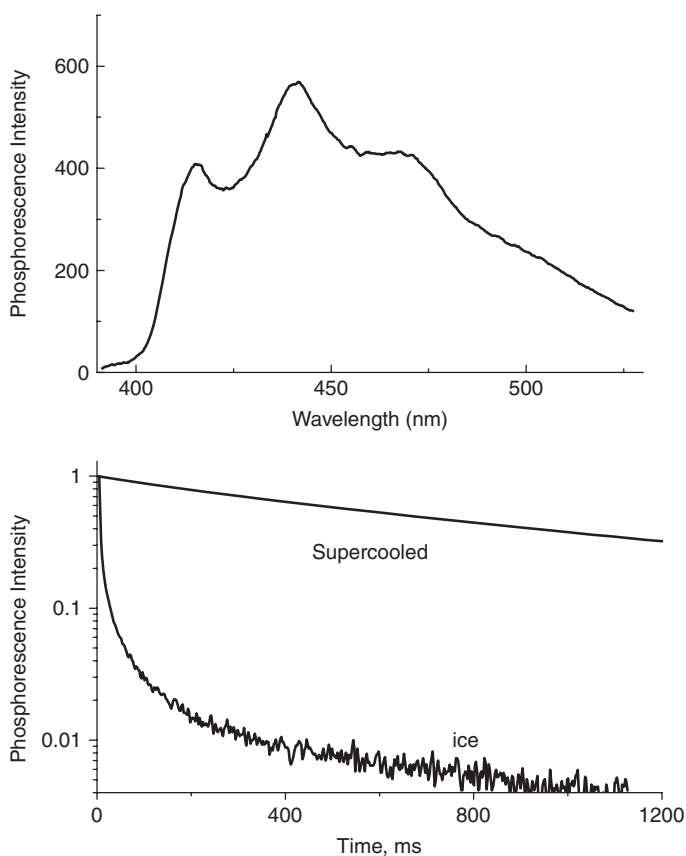 Phosphorescence Intensity
600
400
200
0
400
450
500
Wavelength (nm)
Phosphorescence Intensity
1
0.1
0.01
Supercooled
ice
0
400
800
1200
Time, ms